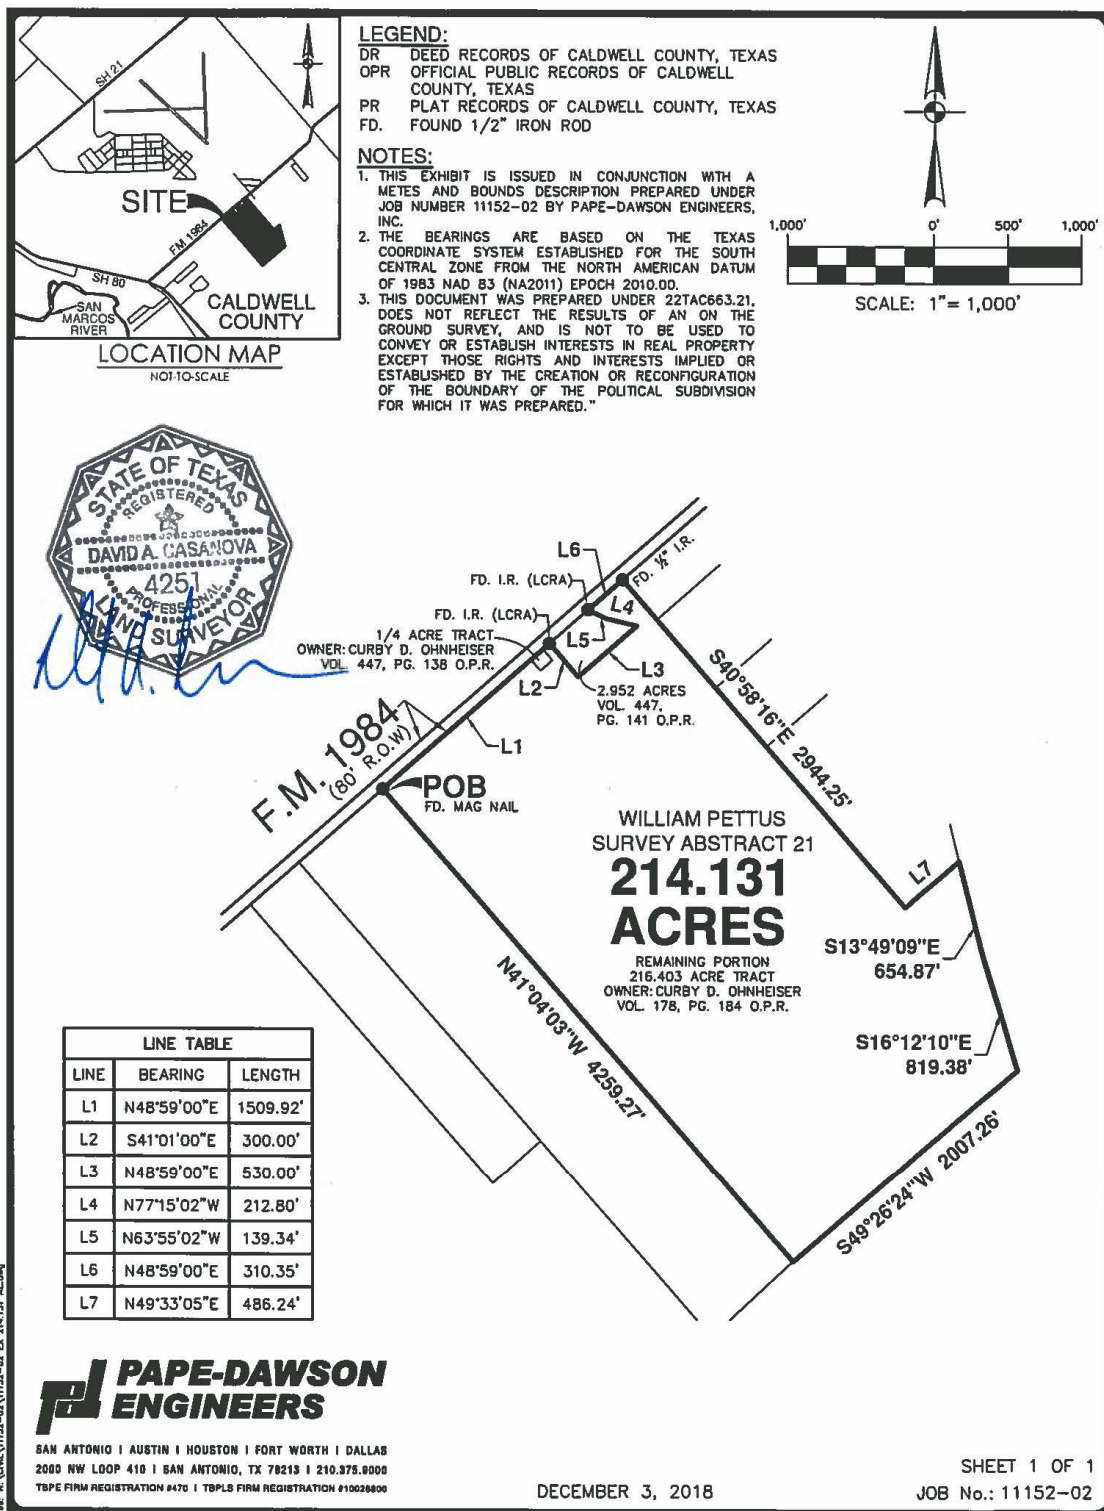 SH 21
SITE
FM 1984
SH 80
SAN
MARCOS
RIVER
CALDWELL
COUNTY
LOCATION MAP
NOT-TO-SCALE
LEGEND:
DR DEED RECORDS OF CALDWELL COUNTY, TEXAS
OPR OFFICIAL PUBLIC RECORDS OF CALDWELL
COUNTY, TEXAS
PR PLAT RECORDS OF CALDWELL COUNTY, TEXAS
FD. FOUND 1/2" IRON ROD
NOTES:
1. THIS EXHIBIT IS ISSUED IN CONJUNCTION WITH A
METES AND BOUNDS DESCRIPTION PREPARED UNDER
JOB NUMBER 11152-02 BY PAPE-DAWSON ENGINEERS,
INC.
2. THE BEARINGS ARE BASED ON THE TEXAS
COORDINATE SYSTEM ESTABLISHED FOR THE SOUTH
CENTRAL ZONE FROM THE NORTH AMERICAN DATUM
OF 1983 NAD 83 (NA2011) EPOCH 2010.00.
3. THIS DOCUMENT WAS PREPARED UNDER 22TAC663.21,
DOES NOT REFLECT THE RESULTS OF AN ON THE
GROUND SURVEY, AND IS NOT TO BE USED TO
CONVEY OR ESTABLISH INTERESTS IN REAL PROPERTY
EXCEPT THOSE RIGHTS AND INTERESTS IMPLIED OR
ESTABLISHED BY THE CREATION OR RECONFIGURATION
OF THE BOUNDARY OF THE POLITICAL SUBDIVISION
FOR WHICH IT WAS PREPARED."
1,000' 0' 500' 1,000'
SCALE: 1"= 1,000'
STATE OF TEXAS
REGISTERED
DAVID A. CASANOVA
4251
PROFESSIONAL
LAND SURVEYOR
L6
FD. ½" I.R.
FD. I.R. (LCRA)
L4
FD. I.R. (LCRA)
L5
1/4 ACRE TRACT
OWNER: CURBY D. OHNHEISER
VOL. 447, PG. 138 O.P.R.
L3
L2
2.952 ACRES
VOL. 447,
PG. 141 O.P.R.
S40°58'16"E 2944.25'
F.M. 1984
(80' R.O.W)
L1
POB
FD. MAG NAIL
WILLIAM PETTUS
SURVEY ABSTRACT 21
214.131
ACRES
REMAINING PORTION
216.403 ACRE TRACT
OWNER: CURBY D. OHNHEISER
VOL. 178, PG. 184 O.P.R.
L7
S13°49'09"E
654.87'
S16°12'10"E
819.38'
N41°04'03"W 4259.27'
S49°26'24"W 2007.26'
LINE TABLE
LINE BEARING LENGTH
L1 N48°59'00"E 1509.92'
L2 S41°01'00"E 300.00'
L3 N48°59'00"E 530.00'
L4 N77°15'02"W 212.80'
L5 N63°55'02"W 139.34'
L6 N48°59'00"E 310.35'
L7 N49°33'05"E 486.24'
PAPE-DAWSON
ENGINEERS
SAN ANTONIO | AUSTIN | HOUSTON | FORT WORTH | DALLAS
2000 NW LOOP 410 | SAN ANTONIO, TX 78213 | 210.375.9000
TBPE FIRM REGISTRATION #470 | TBPLS FIRM REGISTRATION #10028800
DECEMBER 3, 2018
SHEET 1 OF 1
JOB No.: 11152-02